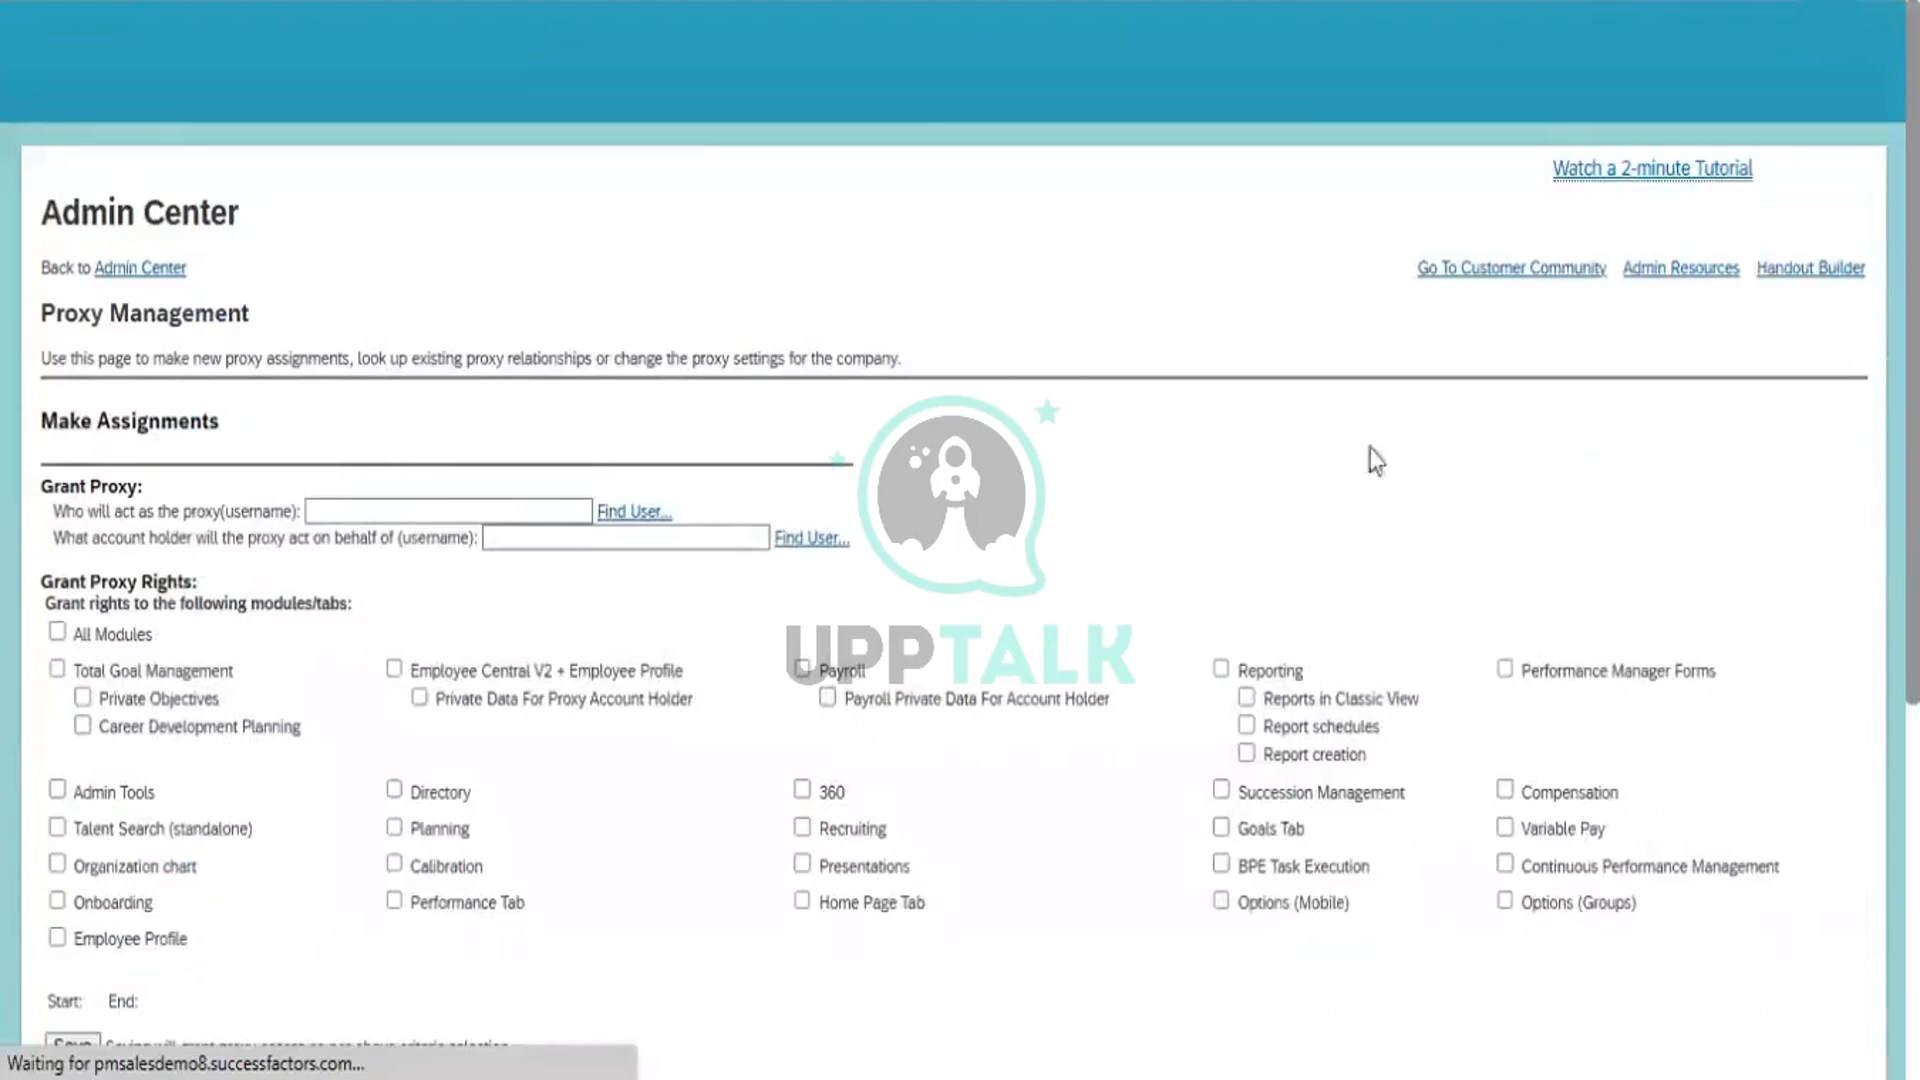 Watch a 2-minute Tutorial
Admin Center
Back to Admin Center
Go To Customer Community Admin Resources Handout Builder
Proxy Management
Use this page to make new proxy assignments, look up existing proxy relationships or change the proxy settings for the company.
Make Assignments
Grant Proxy:
Who will act as the proxy(username): Find User...
What account holder will the proxy act on behalf of (username): Find User...
Grant Proxy Rights:
Grant rights to the following modules/tabs:
All Modules
UPPTALK
Total Goal Management Employee Central V2 + Employee Profile Payroll Reporting Performance Manager Forms
Private Objectives Private Data For Proxy Account Holder Payroll Private Data For Account Holder Reports in Classic View
Career Development Planning Report schedules
Report creation
Admin Tools Directory 360 Succession Management Compensation
Talent Search (standalone) Planning Recruiting Goals Tab Variable Pay
Organization chart Calibration Presentations BPE Task Execution Continuous Performance Management
Onboarding Performance Tab Home Page Tab Options (Mobile) Options (Groups)
Employee Profile
Start: End:
Save
Waiting for pmsalesdemo8.successfactors.com...